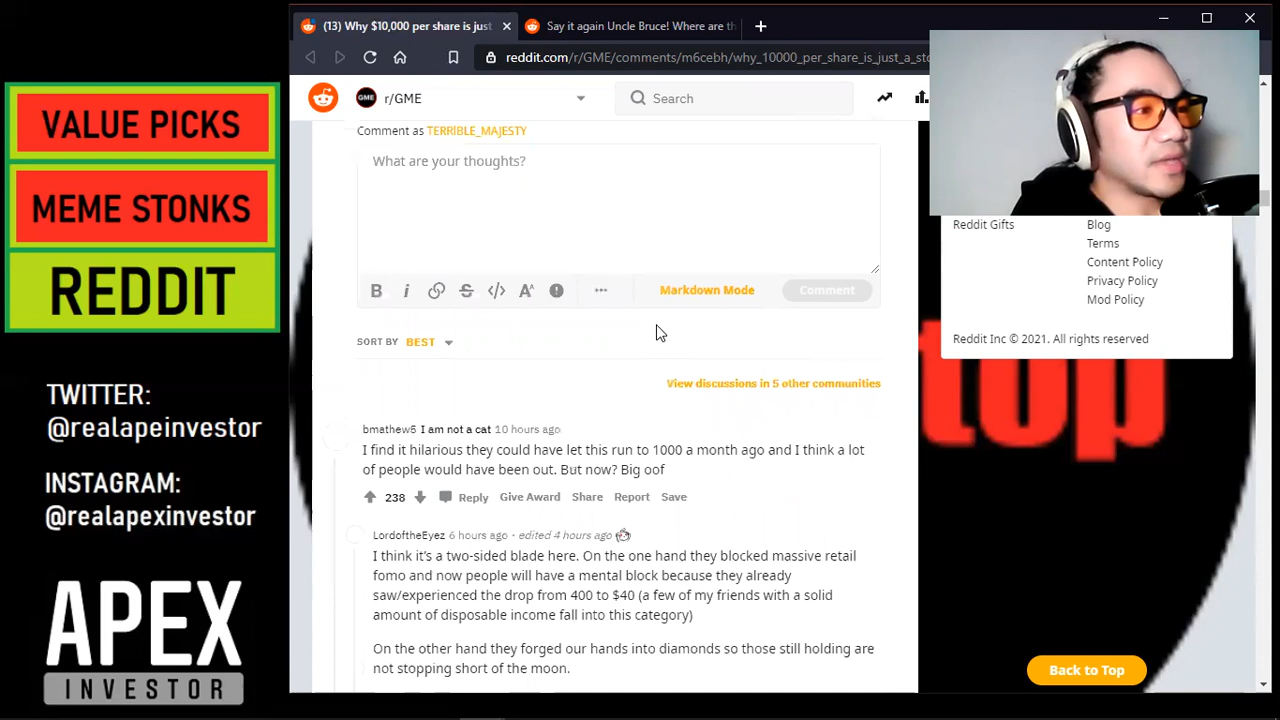 VALUE PICKS
MEME STONKS
REDDIT
TWITTER:
@realapeinvestor
INSTAGRAM:
@realapexinvestor
APEX
INVESTOR
(13) Why $10,000 per share is just
Say it again Uncle Bruce! Where are th
reddit.com/r/GME/comments/m6cebh/why_10000_per_share_is_just_a_sto
GME
r/GME
Search
Comment as TERRIBLE_MAJESTY
What are your thoughts?
Markdown Mode
Comment
SORT BY BEST
View discussions in 5 other communities
bmathew5 I am not a cat 10 hours ago
I find it hilarious they could have let this run to 1000 a month ago and I think a lot
of people would have been out. But now? Big oof
238 Reply Give Award Share Report Save
LordoftheEyez 6 hours ago · edited 4 hours ago
I think it's a two-sided blade here. On the one hand they blocked massive retail
fomo and now people will have a mental block because they already
saw/experienced the drop from 400 to $40 (a few of my friends with a solid
amount of disposable income fall into this category)
On the other hand they forged our hands into diamonds so those still holding are
not stopping short of the moon.
Reddit Gifts
Blog
Terms
Content Policy
Privacy Policy
Mod Policy
Reddit Inc © 2021. All rights reserved
top
Back to Top